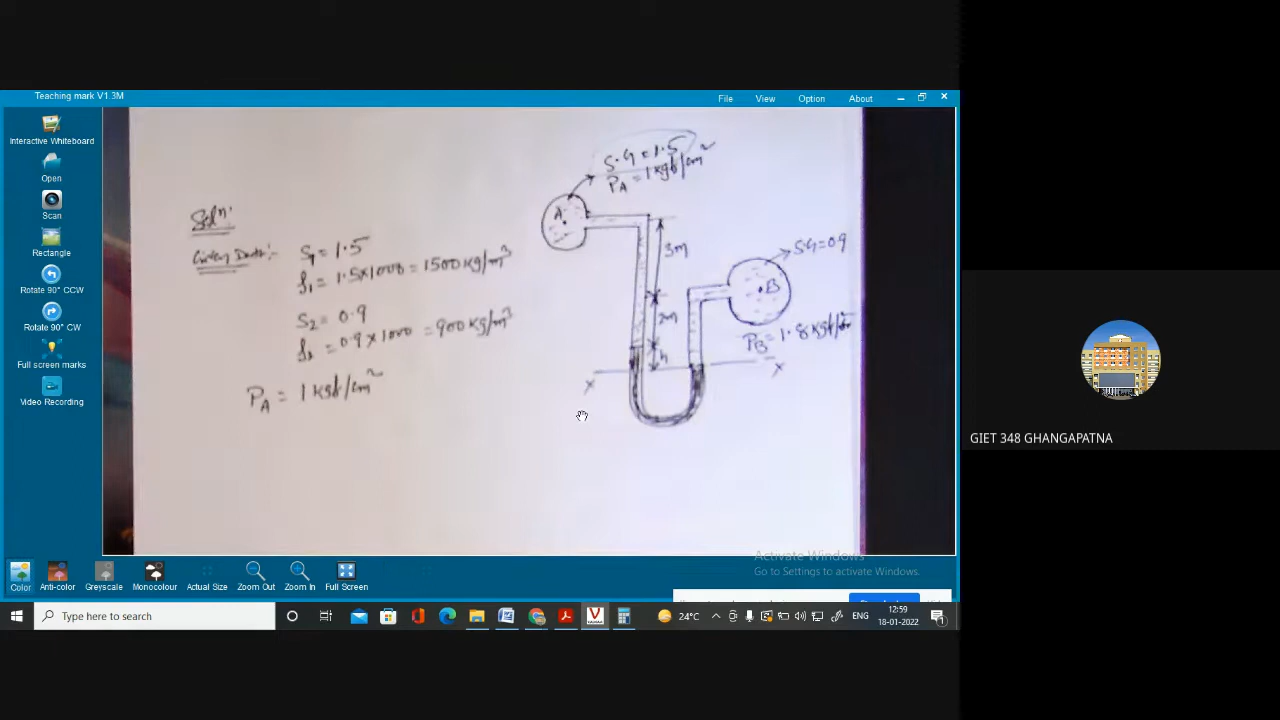 Teaching mark V1.3M
File View Option About
Interactive Whiteboard
Open
Scan
Rectangle
Rotate 90° CCW
Rotate 90° CW
Full screen marks
Video Recording
Soln:
Given Data:-
S1 = 1.5
ρ1 = 1.5×1000 = 1500 kg/m³
S2 = 0.9
= 0.9×1000 = 900 kg/m³
PA = 1 kgf/cm²
S.G = 1.5
PA = 1 kgf/cm²
A
3m
S.G = 0.9
B
2m
PB = 1.8 kgf/cm²
h
X
X
GIET 348 GHANGAPATNA
Activate Windows
Go to Settings to activate Windows.
Color Anti-color Greyscale Monocolour Actual Size Zoom Out Zoom In Full Screen
Type here to search
24°C
ENG
12:59
18-01-2022